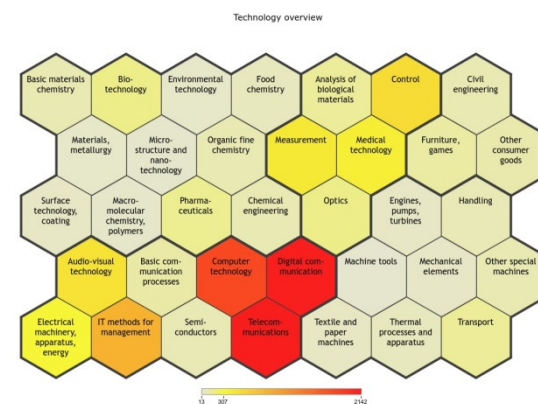 Technology overview
Basic materials
chemistry
Bio-
technology
Environmental
technology
Food
chemistry
Analysis of
biological
materials
Control
Civil
engineering
Materials,
metallurgy
Micro-
structure and
nano-
technology
Organic fine
chemistry
Measurement
Medical
technology
Furniture,
games
Other
consumer
goods
Surface
technology,
coating
Macro-
molecular
chemistry,
polymers
Pharma-
ceuticals
Chemical
engineering
Optics
Engines,
pumps,
turbines
Handling
Audio-visual
technology
Basic com-
munication
processes
Computer
technology
Digital com-
munication
Machine tools
Mechanical
elements
Other special
machines
Electrical
machinery,
apparatus,
energy
IT methods for
management
Semi-
conductors
Telecom-
munications
Textile and
paper
machines
Thermal
processes and
apparatus
Transport
13 307 2142